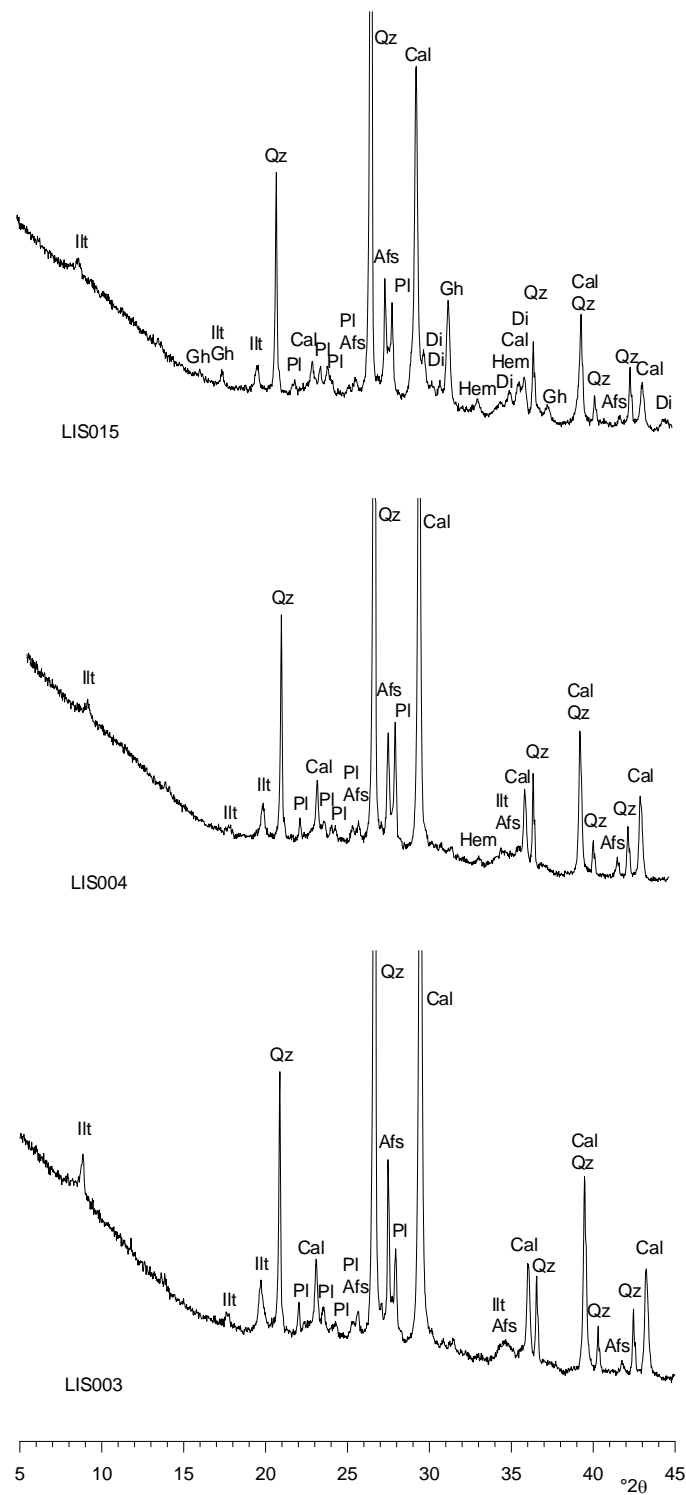 Qz
Cal
Qz
Ilt
Afs
Pl
Gh
Cal
Qz
Qz
Di
Cal
Hem
Di
Pl
Afs
Di
Di
Ilt
Gh
Gh
Ilt
Cal
Pl
Pl
Pl
Hem
Gh
Qz
Afs
Cal
Di
LIS015
Qz
Cal
Qz
Ilt
Afs
Pl
Cal
Qz
Qz
Cal
Ilt
Afs
Cal
Pl
Afs
Ilt
Ilt
Cal
Pl
Pl
Pl
Hem
Qz
Afs
Qz
LIS004
Qz
Cal
Qz
Ilt
Afs
Pl
Cal
Qz
Cal
Qz
Cal
Ilt
Ilt
Cal
Pl
Afs
Pl
Pl
Pl
Ilt
Afs
Qz
Qz
Afs
LIS003
5 10 15 20 25 30 35 40 45
°2θ